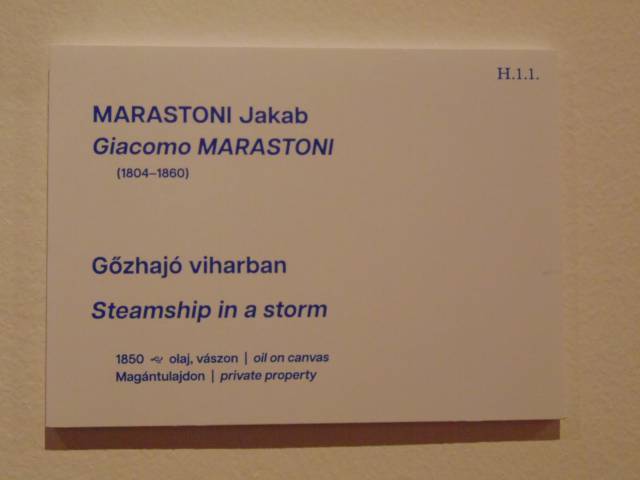 H.1.1.
MARASTONI Jakab
Giacomo MARASTONI
(1804–1860)
Gőzhajó viharban
Steamship in a storm
1850 olaj, vászon | oil on canvas
Magántulajdon | private property